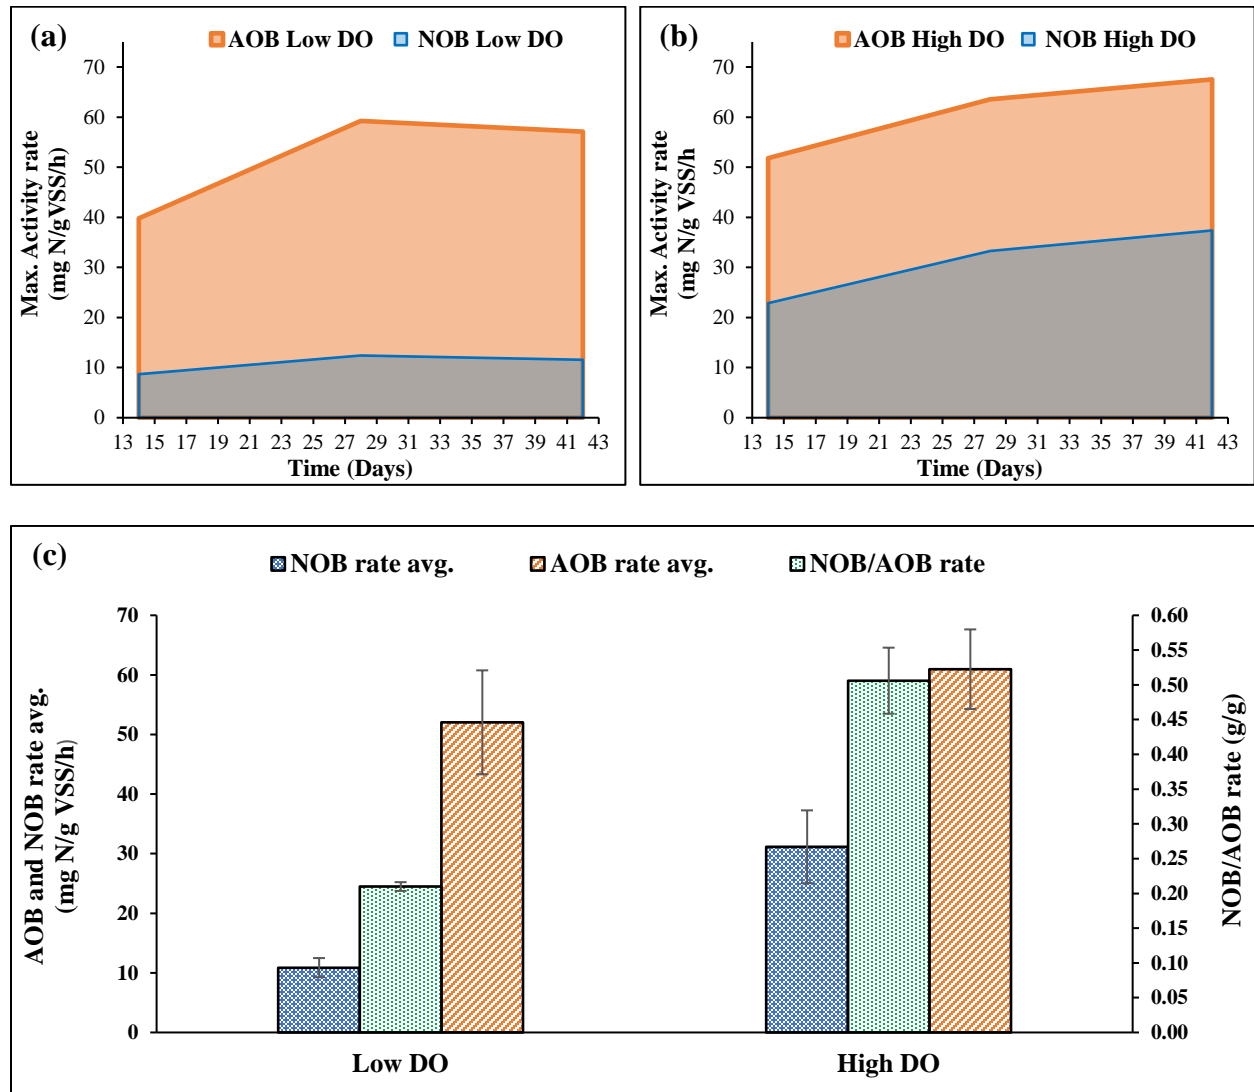 (a)
AOB Low DO NOB Low DO
Max. Activity rate
(mg N/gVSS/h)
70
60
50
40
30
20
10
0
13 15 17 19 21 23 25 27 29 31 33 35 37 39 41 43
Time (Days)
(b)
AOB High DO NOB High DO
Max. Activity rate
(mg N/g VSS/h
70
60
50
40
30
20
10
0
13 15 17 19 21 23 25 27 29 31 33 35 37 39 41 43
Time (Days)
(c)
NOB rate avg. AOB rate avg. NOB/AOB rate
AOB and NOB rate avg.
(mg N/g VSS/h)
70
60
50
40
30
20
10
0
Low DO High DO
0.60
0.55
0.50
0.45
0.40
0.35
0.30
0.25
0.20
0.15
0.10
0.05
0.00
NOB/AOB rate (g/g)